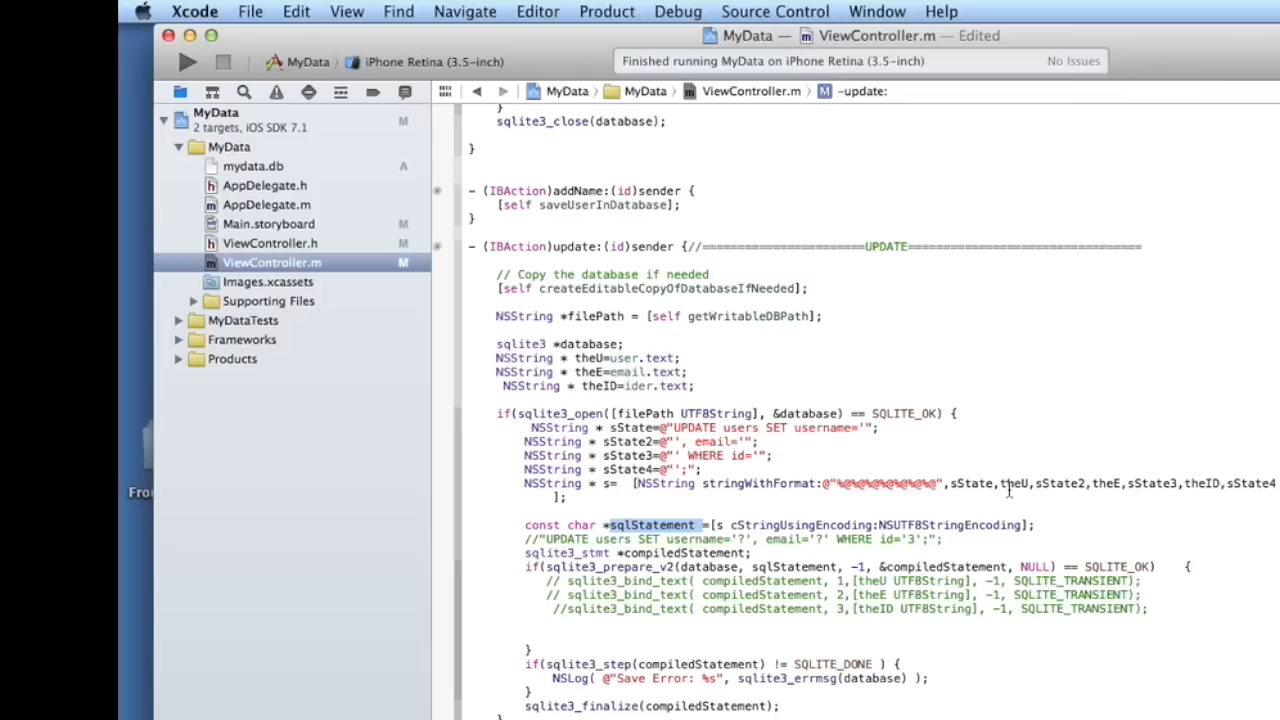 Xcode File Edit View Find Navigate Editor Product Debug Source Control Window Help
MyData — ViewController.m — Edited
MyData iPhone Retina (3.5-inch) Finished running MyData on iPhone Retina (3.5-inch) No Issues
MyData MyData ViewController.m M -update:
MyData
2 targets, iOS SDK 7.1 M
MyData
mydata.db A
AppDelegate.h
AppDelegate.m
Main.storyboard M
ViewController.h M
ViewController.m M
Images.xcassets
Supporting Files
MyDataTests
Frameworks
Products
Fro
}
sqlite3_close(database);
}
- (IBAction)addName:(id)sender {
[self saveUserInDatabase];
}
- (IBAction)update:(id)sender {//=======================UPDATE=================================
// Copy the database if needed
[self createEditableCopyOfDatabaseIfNeeded];
NSString *filePath = [self getWritableDBPath];
sqlite3 *database;
NSString * theU=user.text;
NSString * theE=email.text;
NSString * theID=ider.text;
if(sqlite3_open([filePath UTF8String], &database) == SQLITE_OK) {
NSString * sState=@"UPDATE users SET username='";
NSString * sState2=@"', email='";
NSString * sState3=@"' WHERE id='";
NSString * sState4=@"';";
NSString * s= [NSString stringWithFormat:@"%@%@%@%@%@%@%@",sState,theU,sState2,theE,sState3,theID,sState4
];
const char *sqlStatement =[s cStringUsingEncoding:NSUTF8StringEncoding];
//"UPDATE users SET username='?', email='?' WHERE id='3';";
sqlite3_stmt *compiledStatement;
if(sqlite3_prepare_v2(database, sqlStatement, -1, &compiledStatement, NULL) == SQLITE_OK) {
// sqlite3_bind_text( compiledStatement, 1,[theU UTF8String], -1, SQLITE_TRANSIENT);
// sqlite3_bind_text( compiledStatement, 2,[theE UTF8String], -1, SQLITE_TRANSIENT);
//sqlite3_bind_text( compiledStatement, 3,[theID UTF8String], -1, SQLITE_TRANSIENT);
}
if(sqlite3_step(compiledStatement) != SQLITE_DONE ) {
NSLog( @"Save Error: %s", sqlite3_errmsg(database) );
}
sqlite3_finalize(compiledStatement);
}